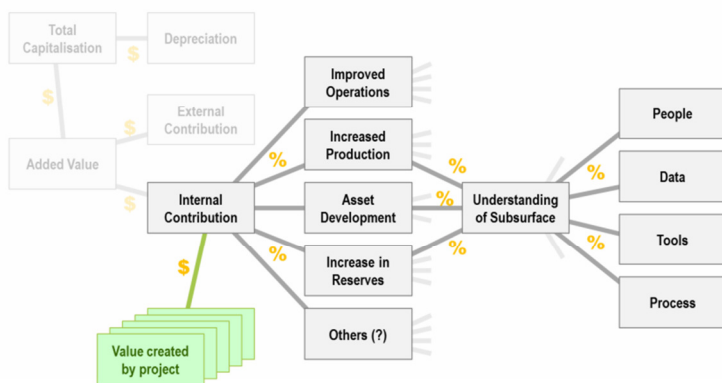 Total
Capitalisation
$
Depreciation
$
External
Contribution
$
Added Value
$
Internal
Contribution
$
Value created
by project
Improved
Operations
%
Increased
Production
Asset
Development
%
Increase in
Reserves
Others (?)
%
%
%
Understanding
of Subsurface
%
%
People
Data
Tools
Process